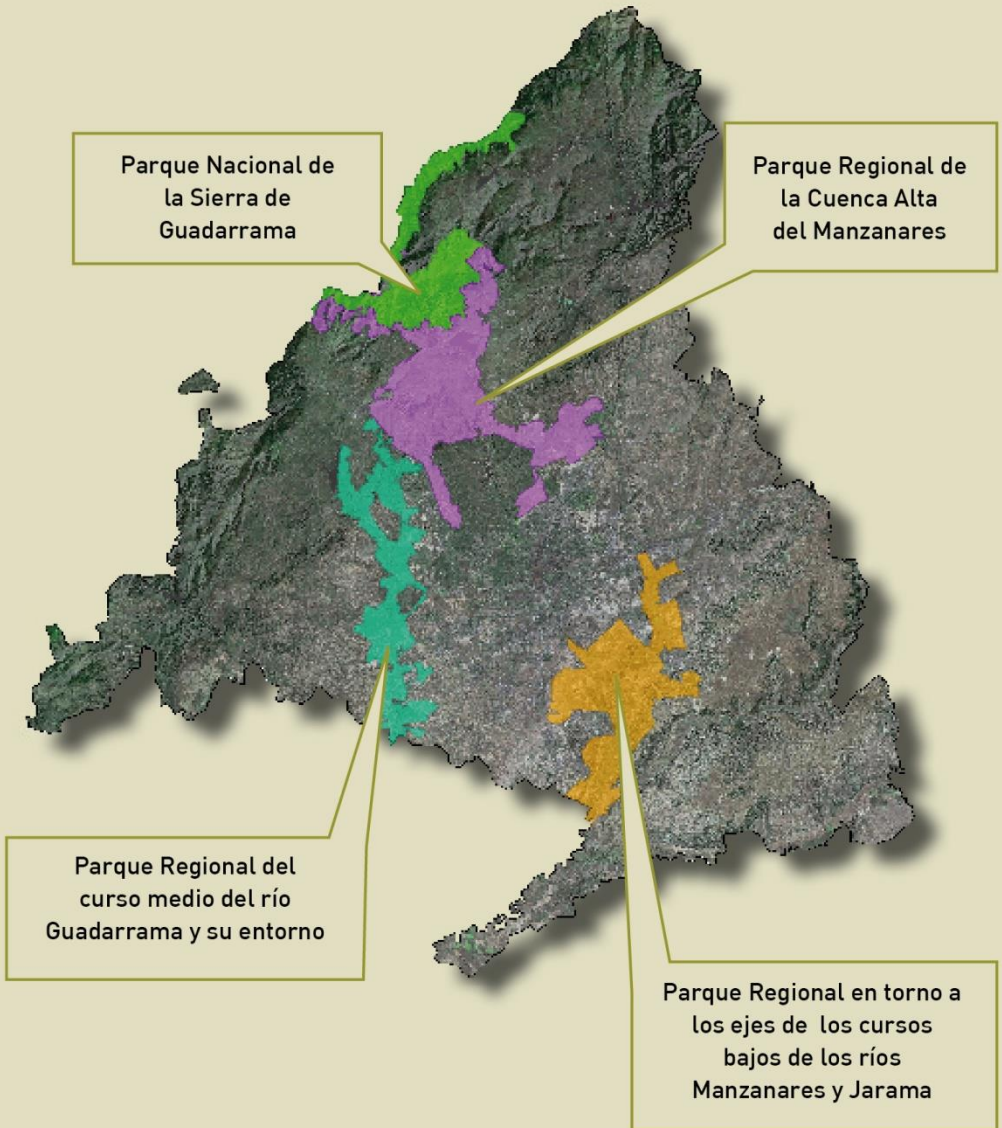 Parque Nacional de
la Sierra de
Guadarrama
Parque Regional de
la Cuenca Alta
del Manzanares
Parque Regional del
curso medio del río
Guadarrama y su entorno
Parque Regional en torno a
los ejes de los cursos
bajos de los ríos
Manzanares y Jarama